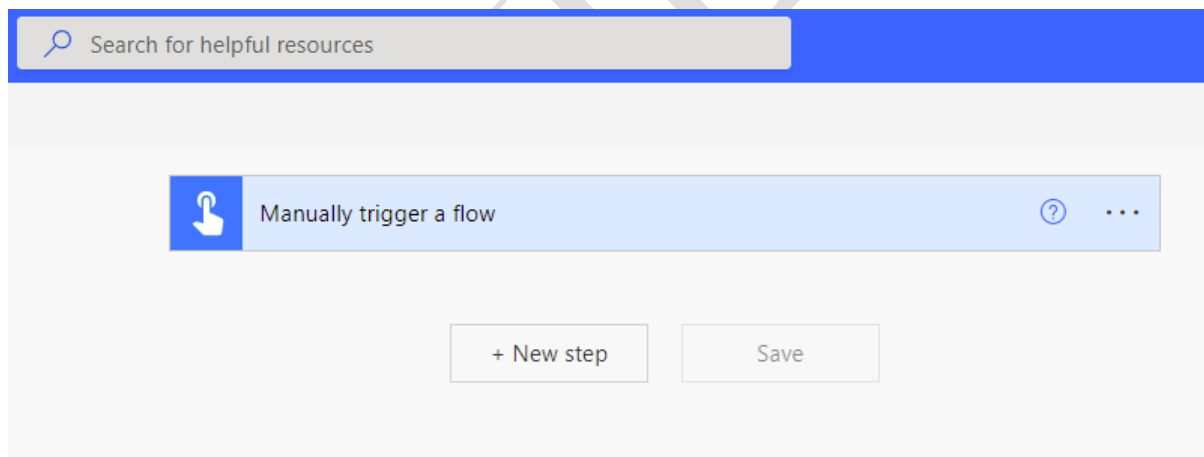 Search for helpful resources
Manually trigger a flow
+ New step
Save